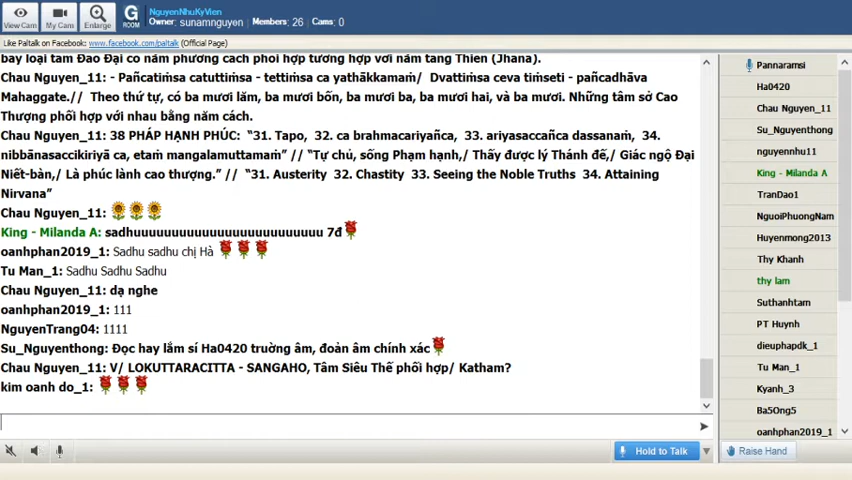 View Cam
My Cams
Enlarge
G
ROOM
NguyenNhuKyVien
Owner: sunamnguyen Members: 26 Cams: 0
Like Paltalk on Facebook: www.facebook.com/paltalk (Official Page)
bày loại tam Đạo Đại có năm phương cách phối hợp tương hợp với năm tầng Thiền (Jhana).
Chau Nguyen_11: - Pañcatiṁsa catuttiṁsa - tettiṁsa ca yathākkamaṁ/ Dvattiṁsa ceva tiṁseti - pañcadhāva
Mahaggate.// Theo thứ tự, có ba mươi lăm, ba mươi bốn, ba mươi ba, ba mươi hai, và ba mươi. Những tâm sở Cao
Thượng phối hợp với nhau bằng năm cách.
Chau Nguyen_11: 38 PHÁP HẠNH PHÚC: "31. Tapo, 32. ca brahmacariyañca, 33. ariyasaccañca dassanaṁ, 34.
nibbānasaccikiriyā ca, etaṁ mangalamuttamaṁ" // "Tự chủ, sống Phạm hạnh,/ Thấy được lý Thánh đế,/ Giác ngộ Đại
Niết-bàn,/ Là phúc lành cao thượng." // "31. Austerity 32. Chastity 33. Seeing the Noble Truths 34. Attaining
Nirvana"
Chau Nguyen_11:
King - Milanda A: sadhuuuuuuuuuuuuuuuuuuuuuuuuu 7đ
oanhphan2019_1: Sadhu sadhu chị Hà
Tu Man_1: Sadhu Sadhu Sadhu
Chau Nguyen_11: dạ nghe
oanhphan2019_1: 111
NguyenTrang04: 1111
Su_Nguyenthong: Đọc hay lắm sí Ha0420 truờng âm, đoản âm chính xác
Chau Nguyen_11: V/ LOKUTTARACITTA - SANGAHO, Tâm Siêu Thế phối hợp/ Katham?
kim oanh do_1:
Hold to Talk
Pannaramsi
Ha0420
Chau Nguyen_11
Su_Nguyenthong
nguyennhu11
King - Milanda A
TranDao1
NguoiPhuongNam
Huyenmong2013
Thy Khanh
thy lam
Suthanhtam
PT Huynh
dieuphapdk_1
Tu Man_1
Kyanh_3
Ba5Ong5
oanhphan2019_1
Raise Hand